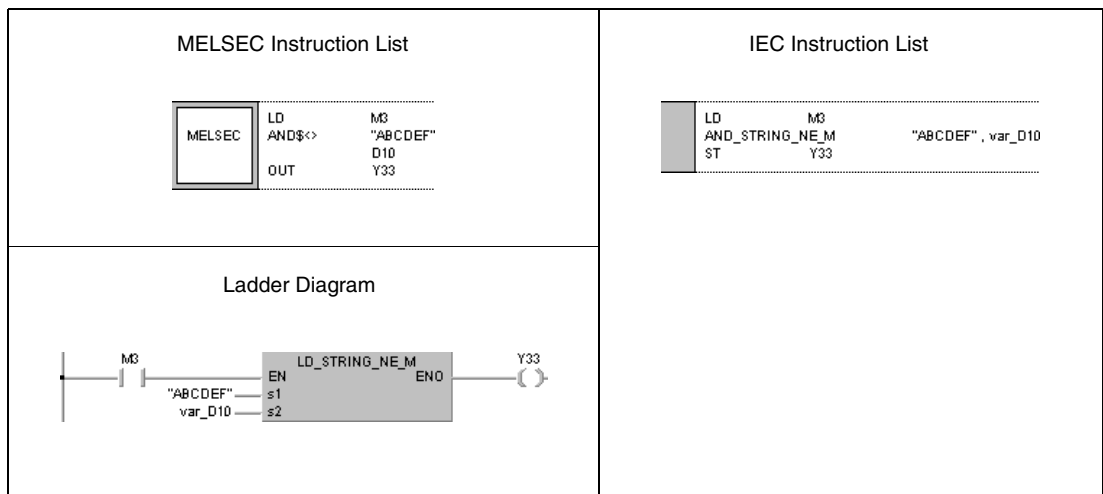 MELSEC Instruction List
MELSEC
LD M3
AND$<> "ABCDEF"
D10
OUT Y33
IEC Instruction List
LD M3
AND_STRING_NE_M "ABCDEF" , var_D10
ST Y33
Ladder Diagram
M3
LD_STRING_NE_M
Y33
EN ENO
"ABCDEF" s1
var_D10 s2